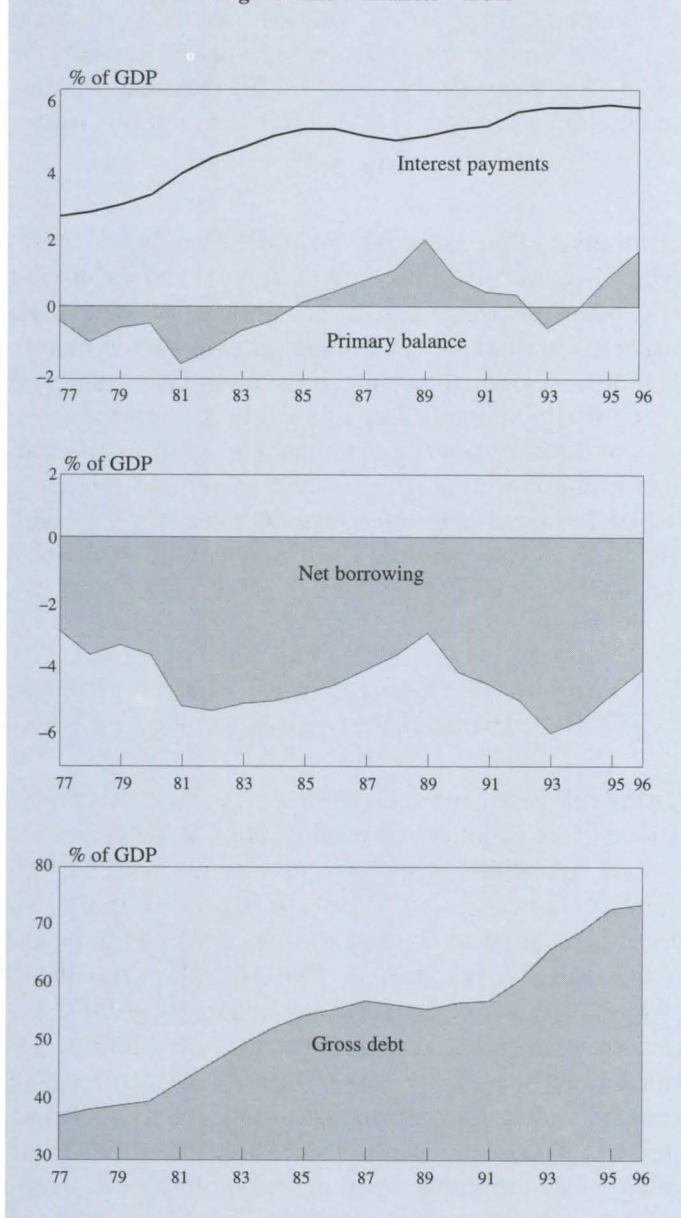 % of GDP
6
4
Interest payments
2
0
Primary balance
–2
77 79 81 83 85 87 89 91 93 95 96
% of GDP
2
0
Net borrowing
–2
–4
–6
77 79 81 83 85 87 89 91 93 95 96
% of GDP
80
70
60
50
Gross debt
40
30
77 79 81 83 85 87 89 91 93 95 96